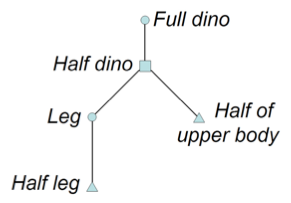 Full dino
Half dino
Leg
Half of
upper body
Half leg